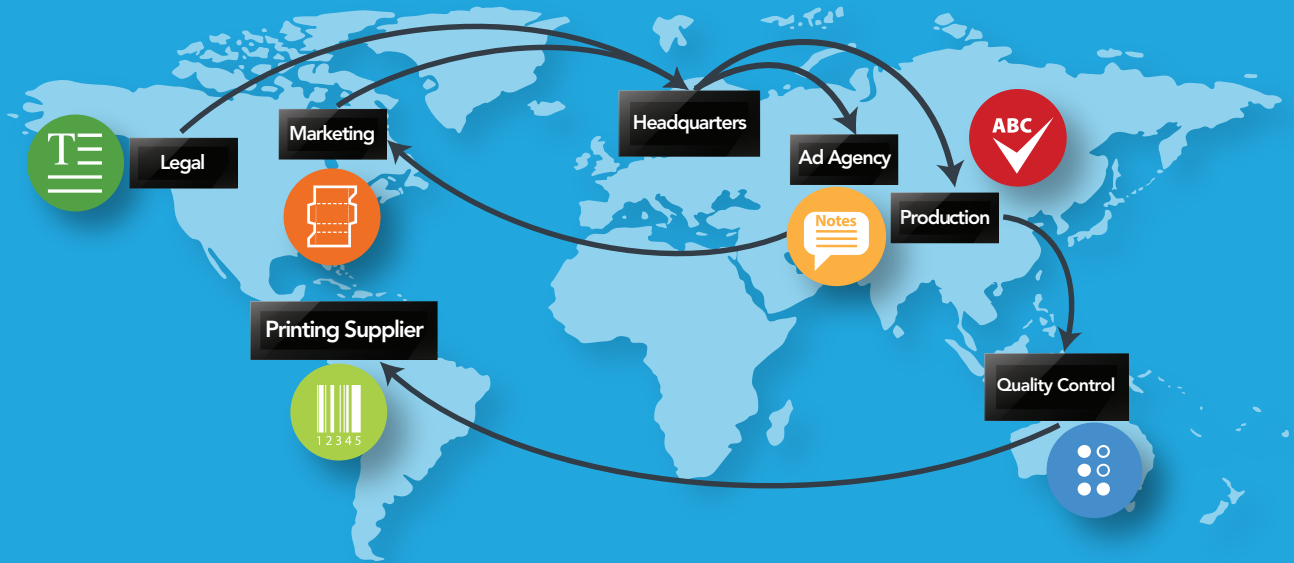 T
Legal
Marketing
Headquarters
Ad Agency
ABC
Notes
Production
Printing Supplier
12345
Quality Control